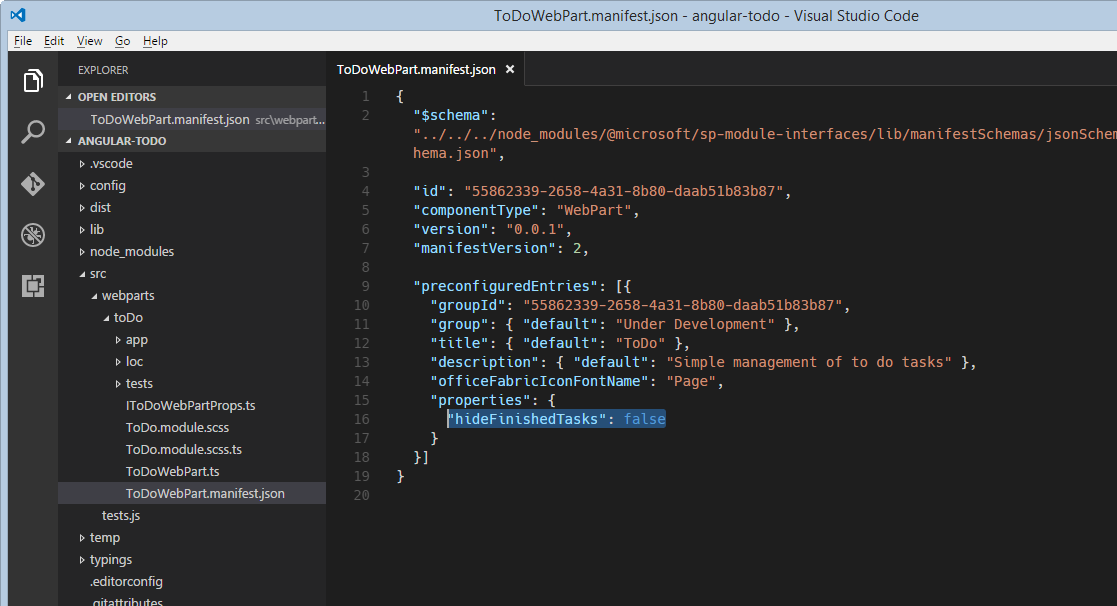 ToDoWebPart.manifest.json - angular-todo - Visual Studio Code
File Edit View Go Help
EXPLORER
OPEN EDITORS
ToDoWebPart.manifest.json src\webpart...
ANGULAR-TODO
.vscode
config
dist
lib
node_modules
src
webparts
toDo
app
loc
tests
IToDoWebPartProps.ts
ToDo.module.scss
ToDo.module.scss.ts
ToDoWebPart.ts
ToDoWebPart.manifest.json
tests.js
temp
typings
.editorconfig
.gitattributes
ToDoWebPart.manifest.json ×
1 {
2 "$schema":
"../../../node_modules/@microsoft/sp-module-interfaces/lib/manifestSchemas/jsonSchem
hema.json",
3
4 "id": "55862339-2658-4a31-8b80-daab51b83b87",
5 "componentType": "WebPart",
6 "version": "0.0.1",
7 "manifestVersion": 2,
8
9 "preconfiguredEntries": [{
10 "groupId": "55862339-2658-4a31-8b80-daab51b83b87",
11 "group": { "default": "Under Development" },
12 "title": { "default": "ToDo" },
13 "description": { "default": "Simple management of to do tasks" },
14 "officeFabricIconFontName": "Page",
15 "properties": {
16 "hideFinishedTasks": false
17 }
18 }]
19 }
20